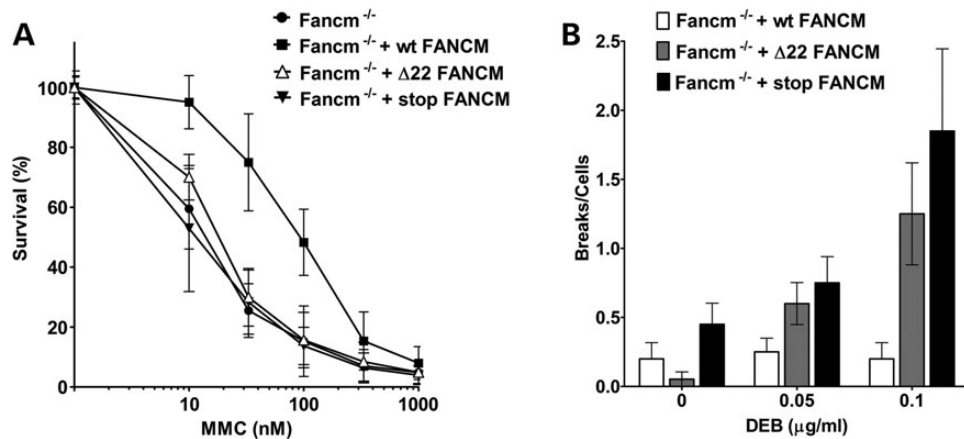 A
Fancm -/-
Fancm -/- + wt FANCM
Fancm -/- + Δ22 FANCM
Fancm -/- + stop FANCM
100
80
60
40
20
0
Survival (%)
10 100 1000
MMC (nM)
B
Fancm -/- + wt FANCM
Fancm -/- + Δ22 FANCM
Fancm -/- + stop FANCM
2.5
2.0
1.5
1.0
0.5
0.0
Breaks/Cells
0 0.05 0.1
DEB (μg/ml)